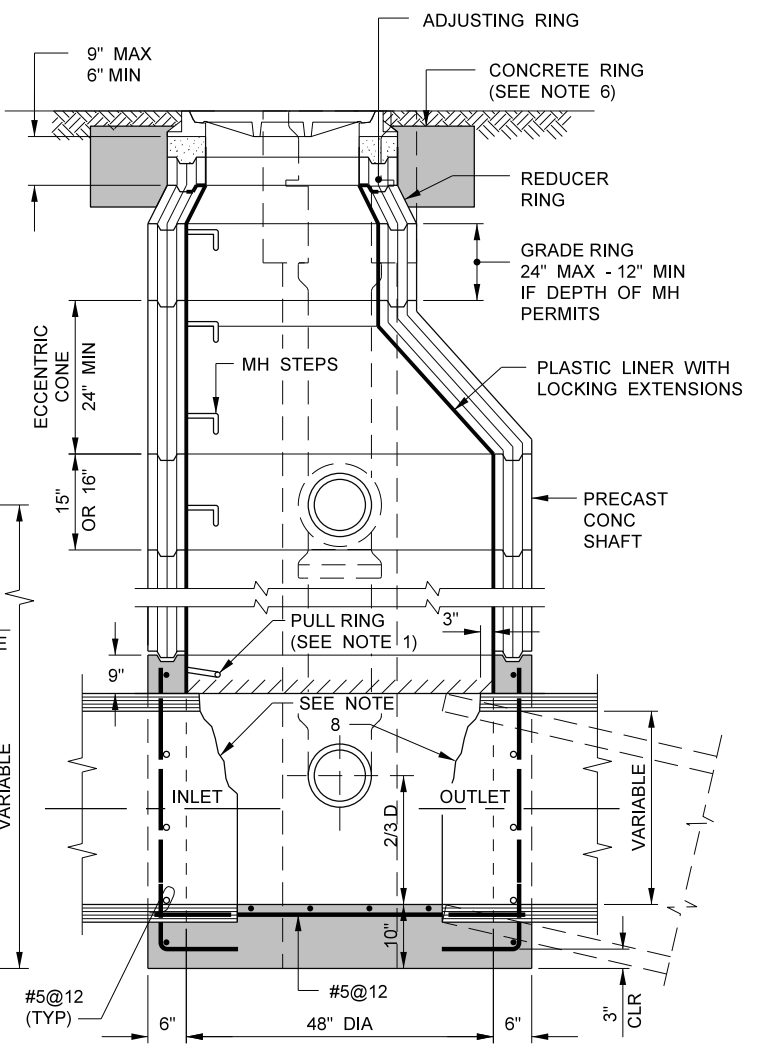 ADJUSTING RING
9" MAX
6" MIN
CONCRETE RING
(SEE NOTE 6)
REDUCER
RING
GRADE RING
24" MAX - 12" MIN
IF DEPTH OF MH
PERMITS
ECCENTRIC
CONE
24" MIN
MH STEPS
PLASTIC LINER WITH
LOCKING EXTENSIONS
15"
OR 16"
PRECAST
CONC
SHAFT
PULL RING
(SEE NOTE 1)
3"
9"
SEE NOTE
8
VARIABLE
INLET
OUTLET
VARIABLE
2/3 D
10"
#5@12
(TYP)
#5@12
3"
CLR
6"
48" DIA
6"